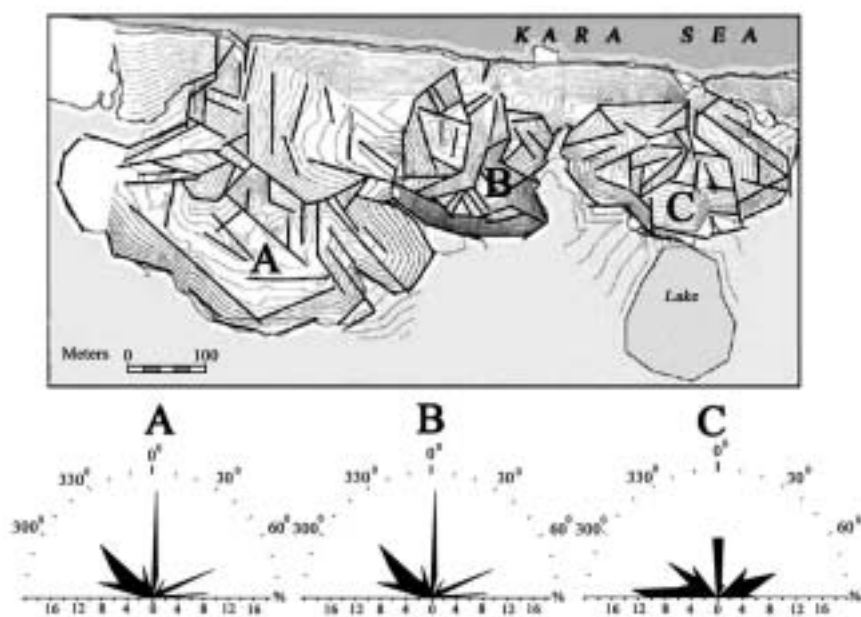 KARA SEA
B
C
A
Lake
Meters 0 100
A B C
0° 0° 0°
330° 30° 330° 30° 330° 30°
300° 60° 300° 60° 300° 60°
% % %
16 12 8 4 0 4 8 12 16 16 12 8 4 0 4 8 12 16 16 12 8 4 0 4 8 12 16